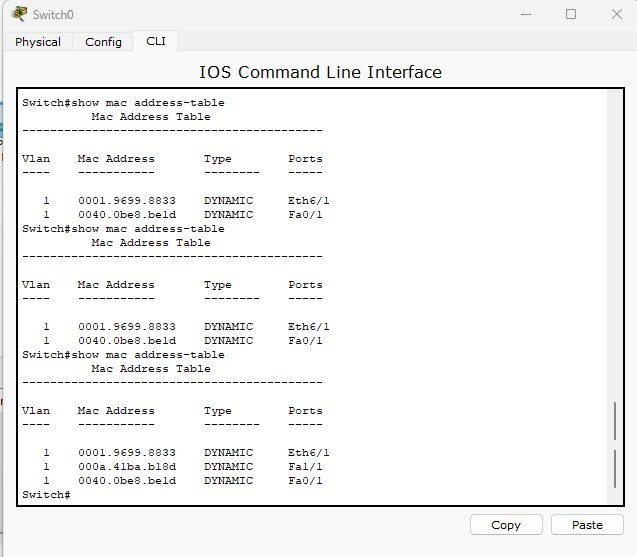 Switch0
Physical Config CLI
IOS Command Line Interface
Switch#show mac address-table
Mac Address Table
-------------------------------------------
Vlan Mac Address Type Ports
---- ----------- -------- -----
1 0001.9699.8833 DYNAMIC Eth6/1
1 0040.0be8.be1d DYNAMIC Fa0/1
Switch#show mac address-table
Mac Address Table
-------------------------------------------
Vlan Mac Address Type Ports
---- ----------- -------- -----
1 0001.9699.8833 DYNAMIC Eth6/1
1 0040.0be8.be1d DYNAMIC Fa0/1
Switch#show mac address-table
Mac Address Table
-------------------------------------------
Vlan Mac Address Type Ports
---- ----------- -------- -----
1 0001.9699.8833 DYNAMIC Eth6/1
1 000a.41ba.b18d DYNAMIC Fa1/1
1 0040.0be8.be1d DYNAMIC Fa0/1
Switch#
Copy Paste